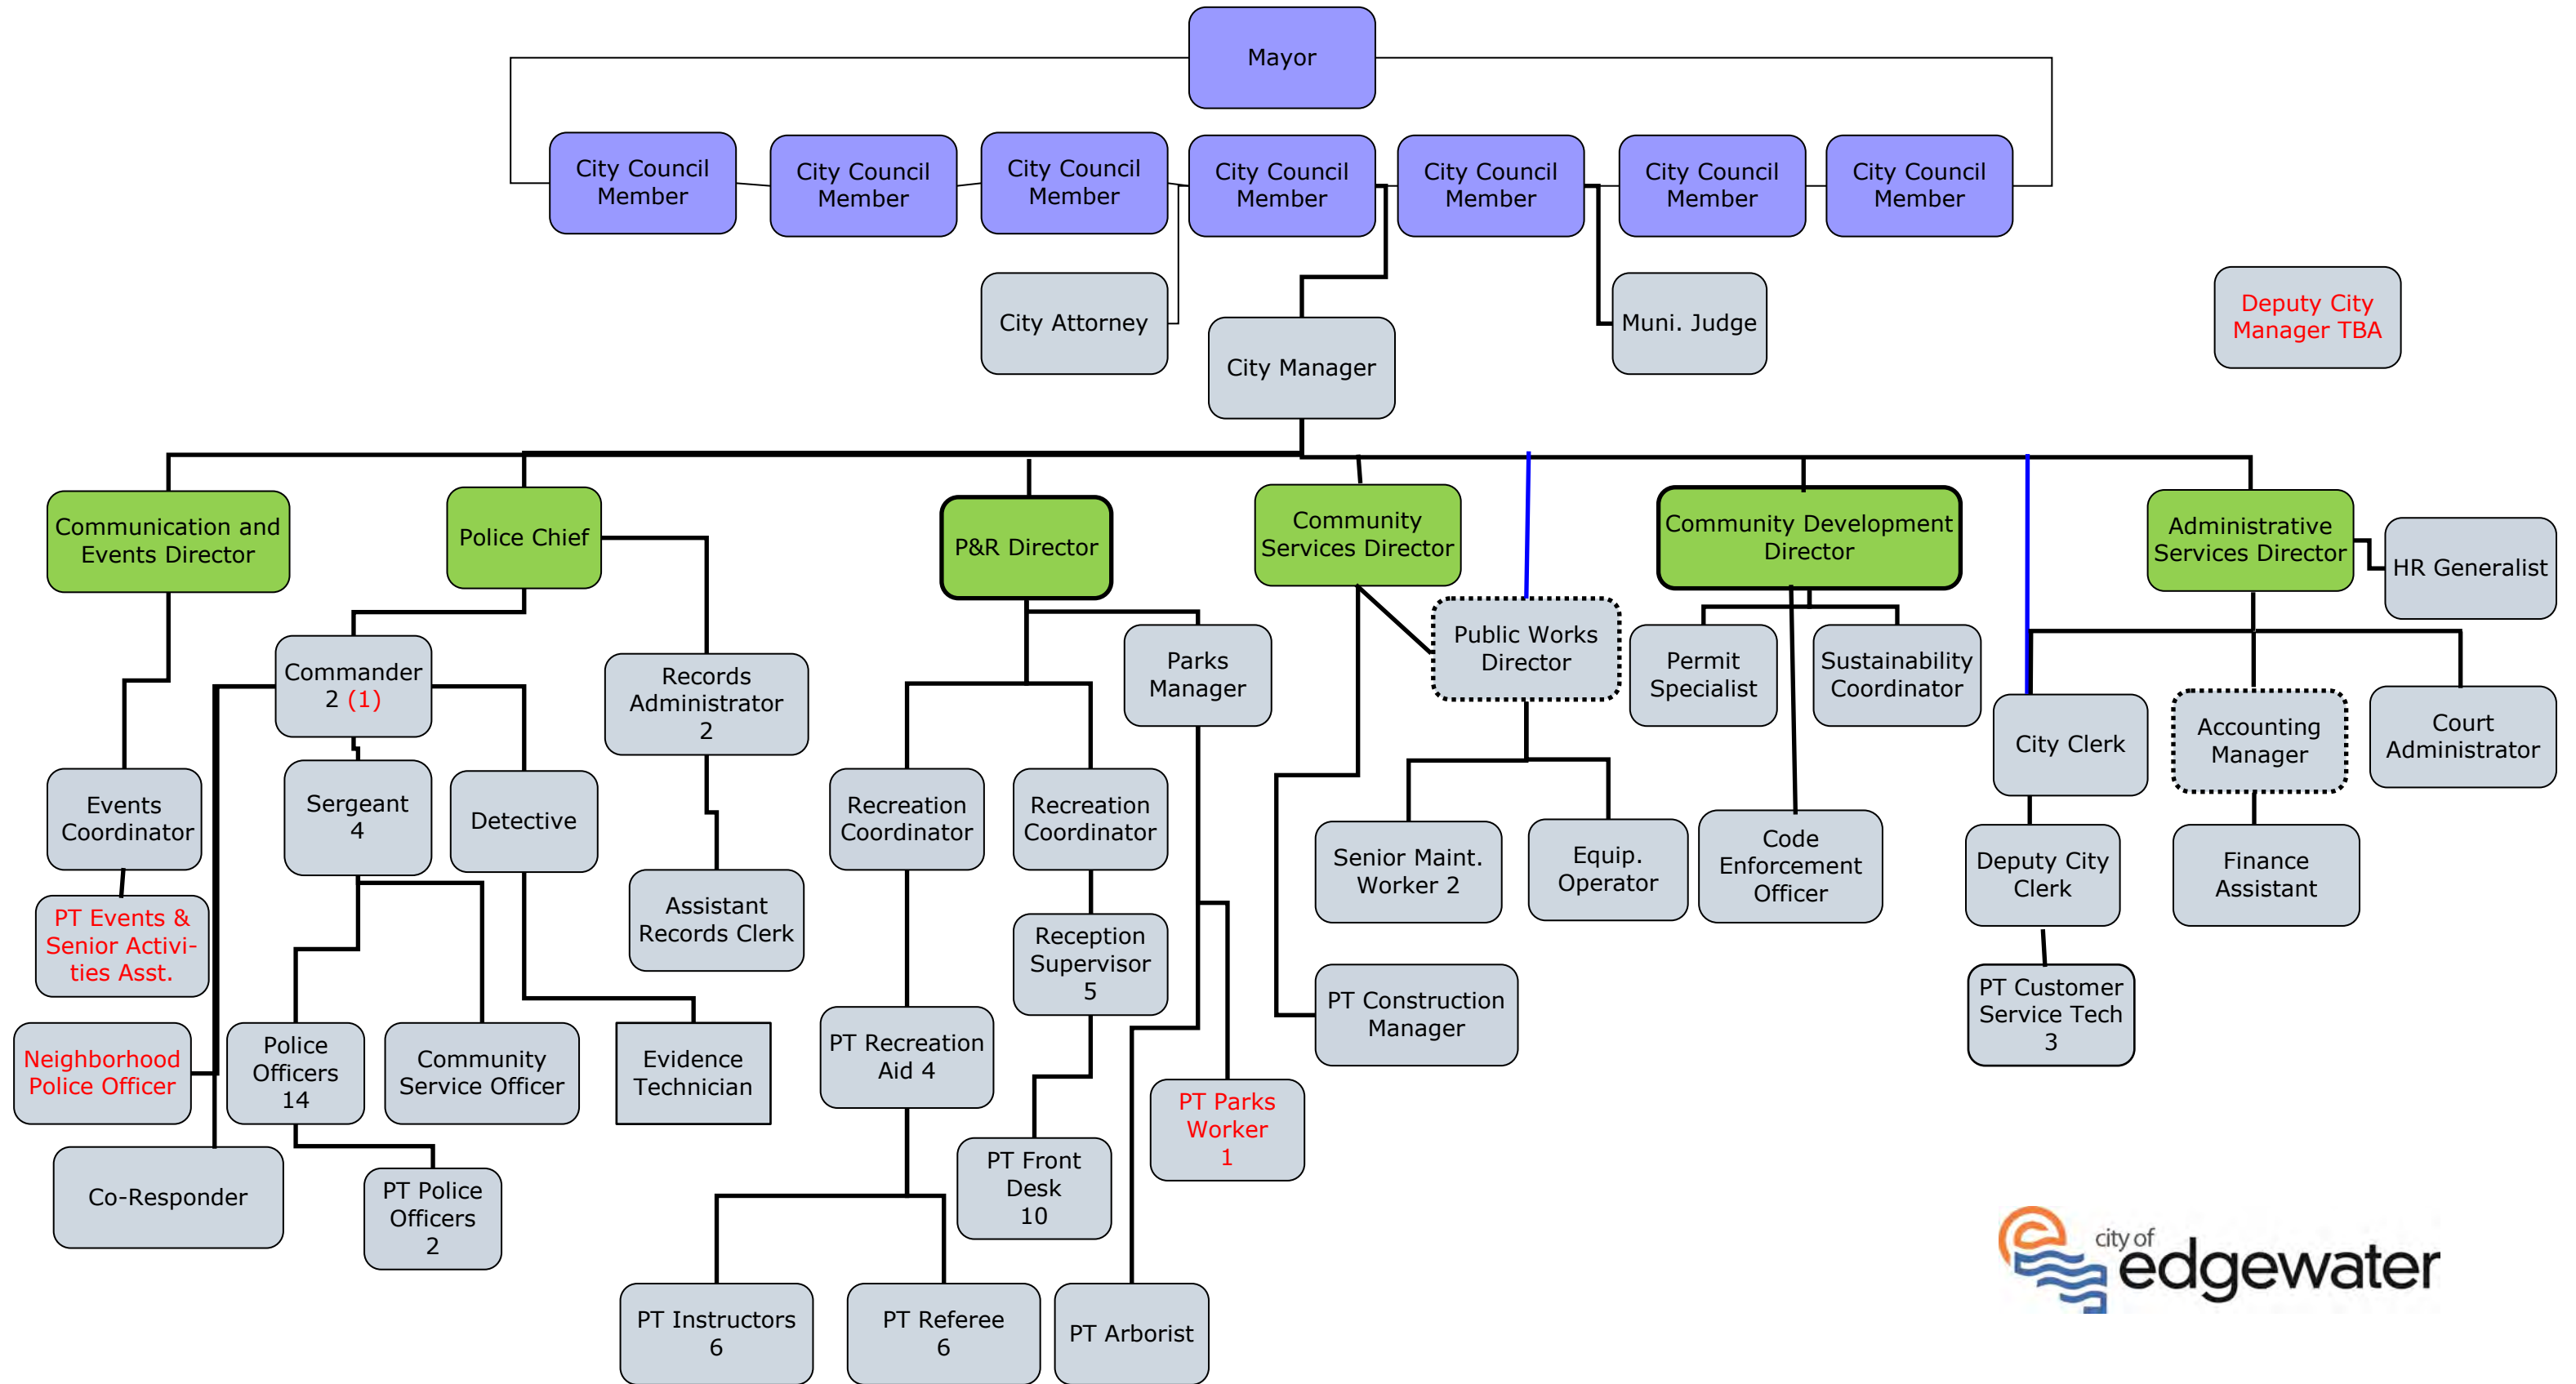 Mayor
City Council
Member
City Council
Member
City Council
Member
City Council
Member
City Council
Member
City Council
Member
City Council
Member
City Attorney
City Manager
Muni. Judge
Deputy City
Manager TBA
Communication and
Events Director
Police Chief
P&R Director
Community
Services Director
Community Development
Director
Administrative
Services Director
HR Generalist
Public Works
Director
Permit
Specialist
Sustainability
Coordinator
Parks
Manager
Commander
2 (1)
Records
Administrator
2
City Clerk
Accounting
Manager
Court
Administrator
Events
Coordinator
Sergeant
4
Detective
Recreation
Coordinator
Recreation
Coordinator
Senior Maint.
Worker 2
Equip.
Operator
Code
Enforcement
Officer
Deputy City
Clerk
Finance
Assistant
PT Events &
Senior Activi-
ties Asst.
Assistant
Records Clerk
Reception
Supervisor
5
PT Construction
Manager
PT Customer
Service Tech
3
Neighborhood
Police Officer
Police
Officers
14
Community
Service Officer
Evidence
Technician
PT Recreation
Aid 4
PT Parks
Worker
1
Co-Responder
PT Police
Officers
2
PT Front
Desk
10
PT Instructors
6
PT Referee
6
PT Arborist
city of
edgewater